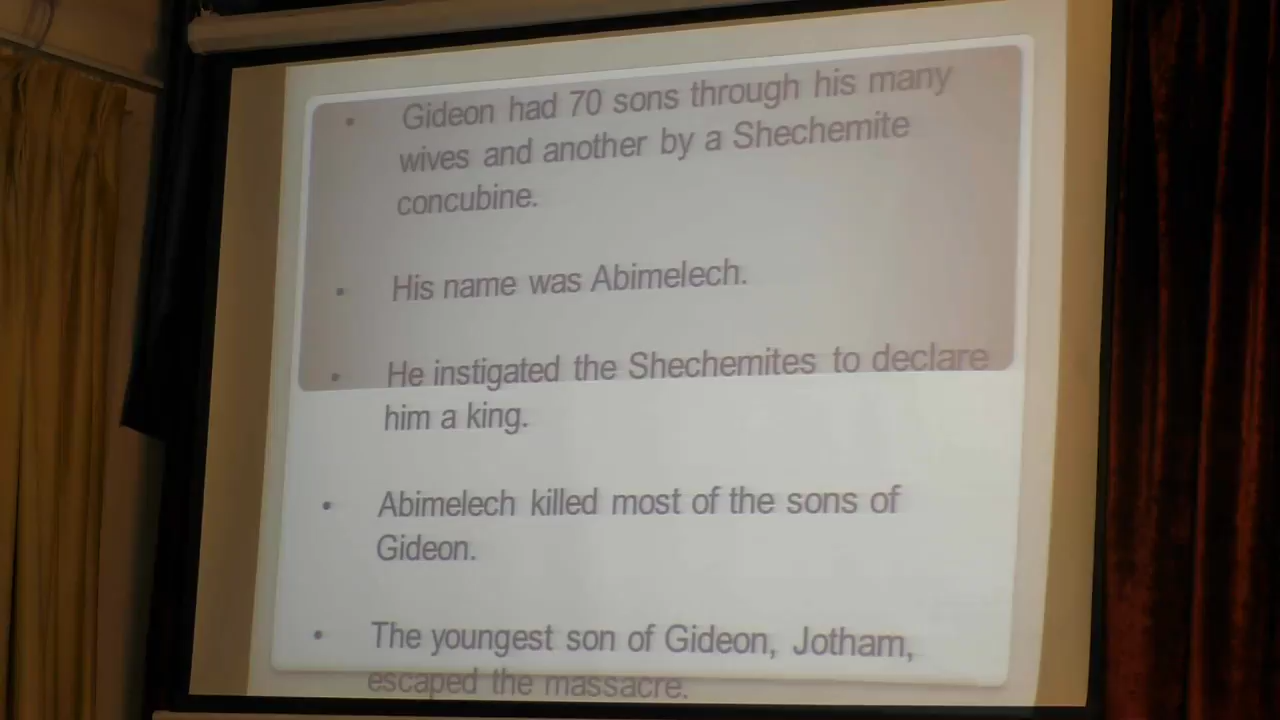 • Gideon had 70 sons through his many
wives and another by a Shechemite
concubine.
• His name was Abimelech.
• He instigated the Shechemites to declare
him a king.
• Abimelech killed most of the sons of
Gideon.
• The youngest son of Gideon, Jotham,
escaped the massacre.